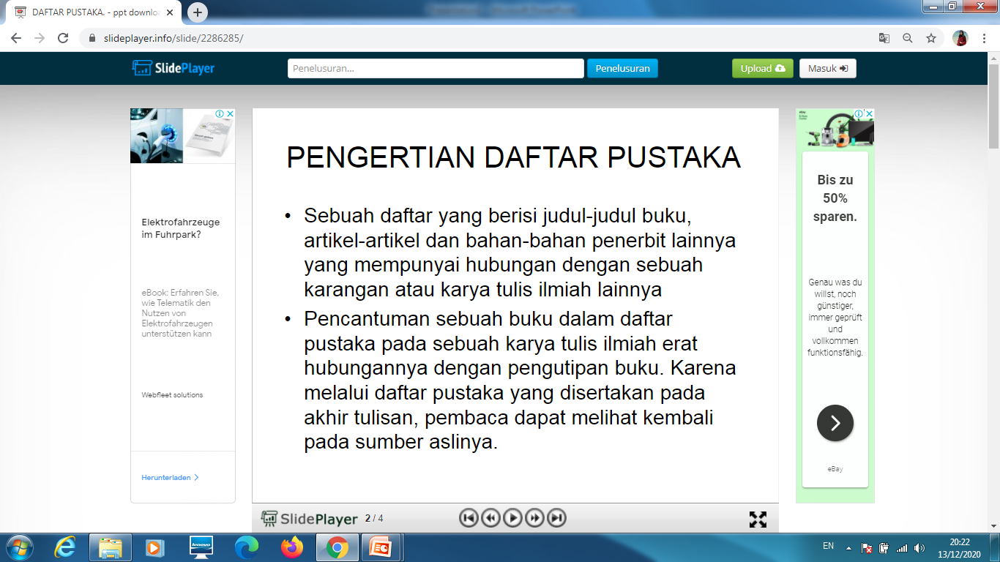 DAFTAR PUSTAKA. - ppt downlo
slideplayer.info/slide/2286285/
SlidePlayer
Penelusuran...
Penelusuran
Upload
Masuk
PENGERTIAN DAFTAR PUSTAKA
• Sebuah daftar yang berisi judul-judul buku,
artikel-artikel dan bahan-bahan penerbit lainnya
yang mempunyai hubungan dengan sebuah
karangan atau karya tulis ilmiah lainnya
• Pencantuman sebuah buku dalam daftar
pustaka pada sebuah karya tulis ilmiah erat
hubungannya dengan pengutipan buku. Karena
melalui daftar pustaka yang disertakan pada
akhir tulisan, pembaca dapat melihat kembali
pada sumber aslinya.
Elektrofahrzeuge
im Fuhrpark?
eBook: Erfahren Sie,
wie Telematik den
Nutzen von
Elektrofahrzeugen
unterstützen kann
Webfleet solutions
Herunterladen
Bis zu
50%
sparen.
Genau was du
willst, noch
günstiger,
immer geprüft
und
vollkommen
funktionsfähig.
eBay
SlidePlayer
2 / 4
lenovo
EN
20:22
13/12/2020